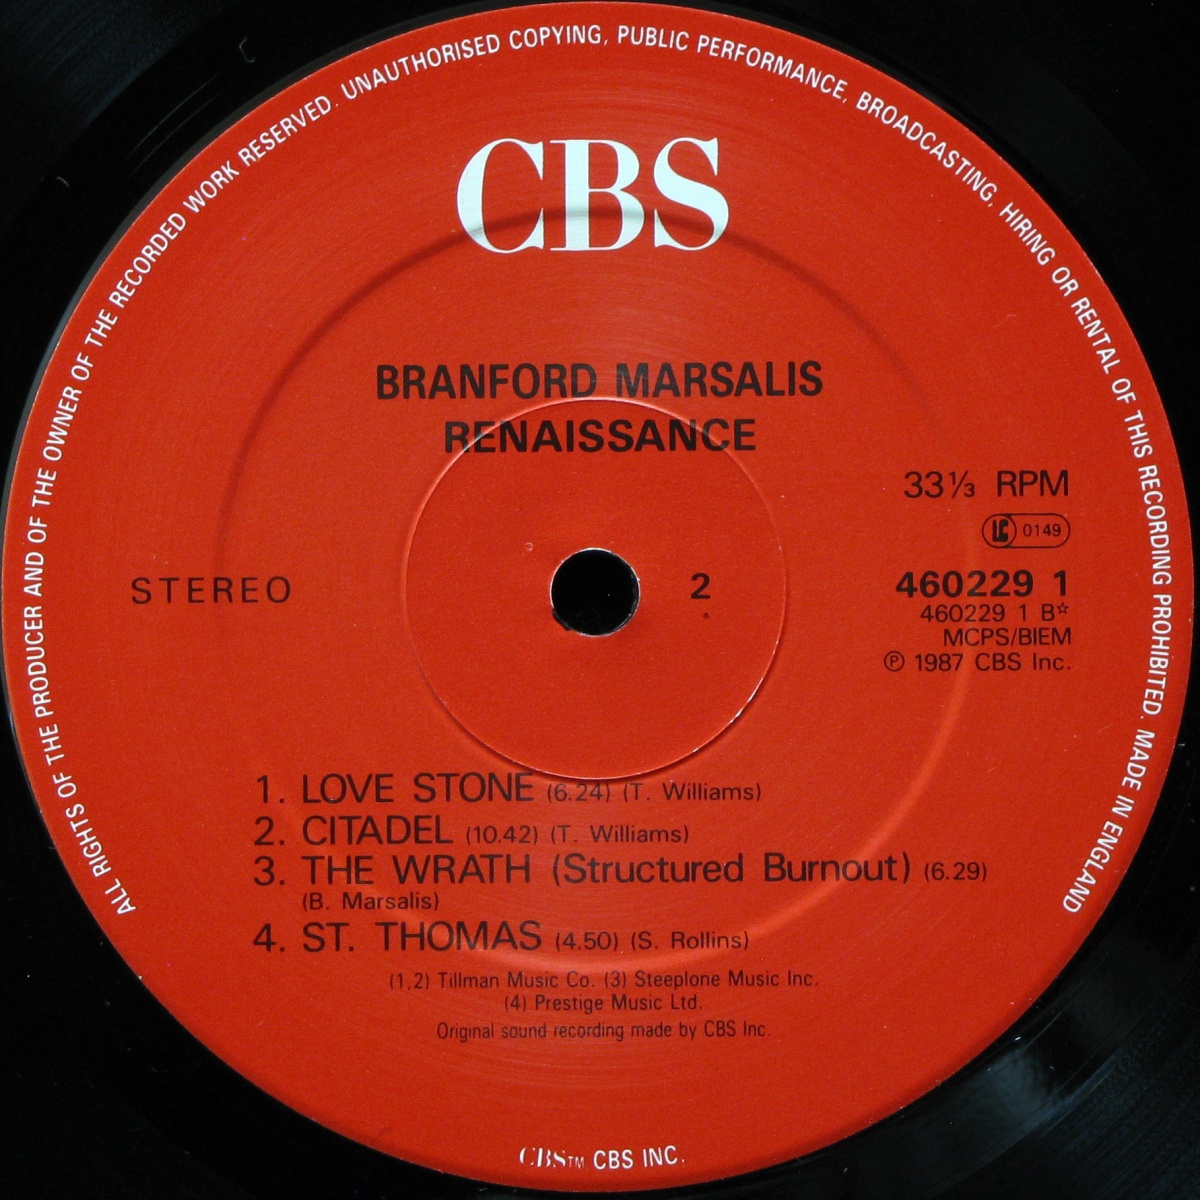 ALL RIGHTS OF THE PRODUCER AND OF THE OWNER OF THE RECORDED WORK RESERVED. UNAUTHORISED COPYING, PUBLIC PERFORMANCE, BROADCASTING, HIRING OR RENTAL OF THIS RECORDING PROHIBITED. MADE IN ENGLAND
CBS
BRANFORD MARSALIS
RENAISSANCE
33⅓ RPM
LC 0149
STEREO
2
460229 1
460229 1 B☆
MCPS/BIEM
℗ 1987 CBS Inc.
1. LOVE STONE (6.24) (T. Williams)
2. CITADEL (10.42) (T. Williams)
3. THE WRATH (Structured Burnout) (6.29)
(B. Marsalis)
4. ST. THOMAS (4.50) (S. Rollins)
(1,2) Tillman Music Co. (3) Steeplone Music Inc.
(4) Prestige Music Ltd.
Original sound recording made by CBS Inc.
CBS™ CBS INC.